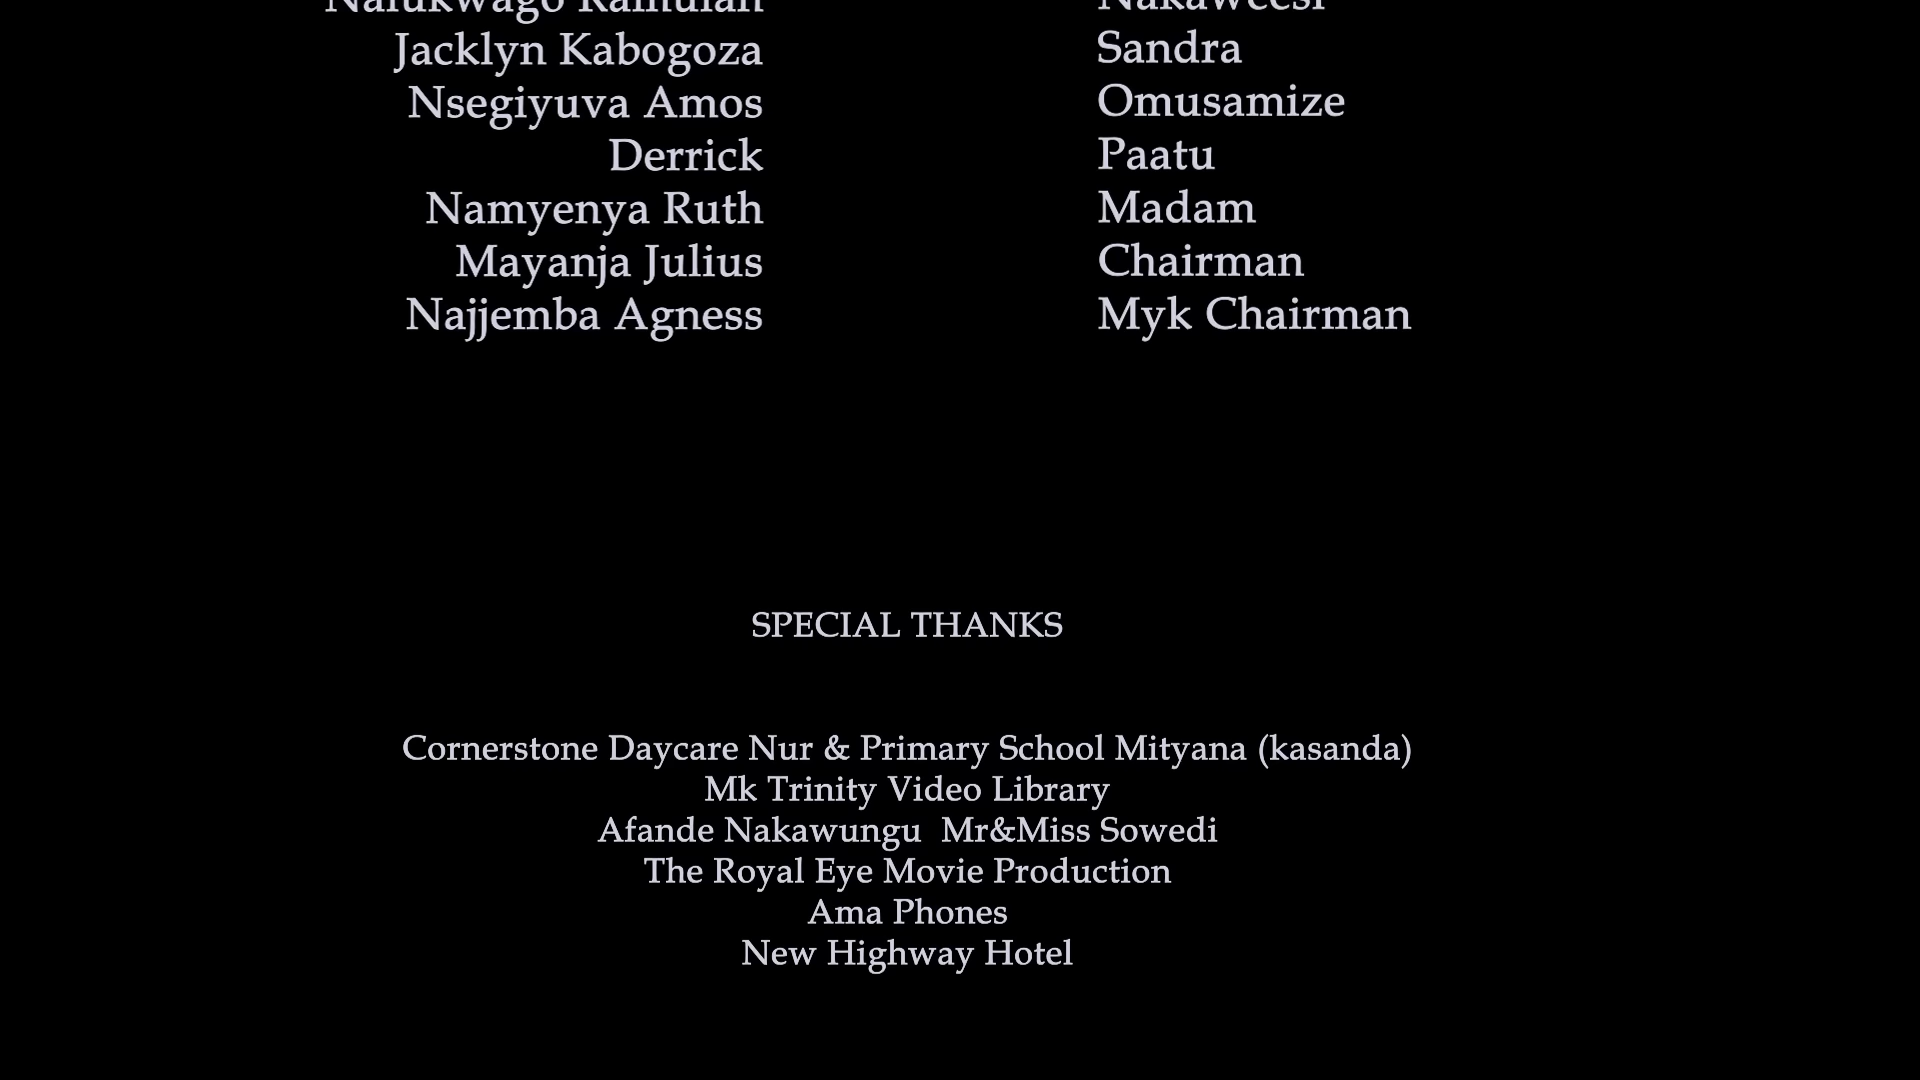 Jacklyn Kabogoza Sandra
Nsegiyuva Amos Omusamize
Derrick Paatu
Namyenya Ruth Madam
Mayanja Julius Chairman
Najjemba Agness Myk Chairman
SPECIAL THANKS
Cornerstone Daycare Nur & Primary School Mityana (kasanda)
Mk Trinity Video Library
Afande Nakawungu  Mr&Miss Sowedi
The Royal Eye Movie Production
Ama Phones
New Highway Hotel